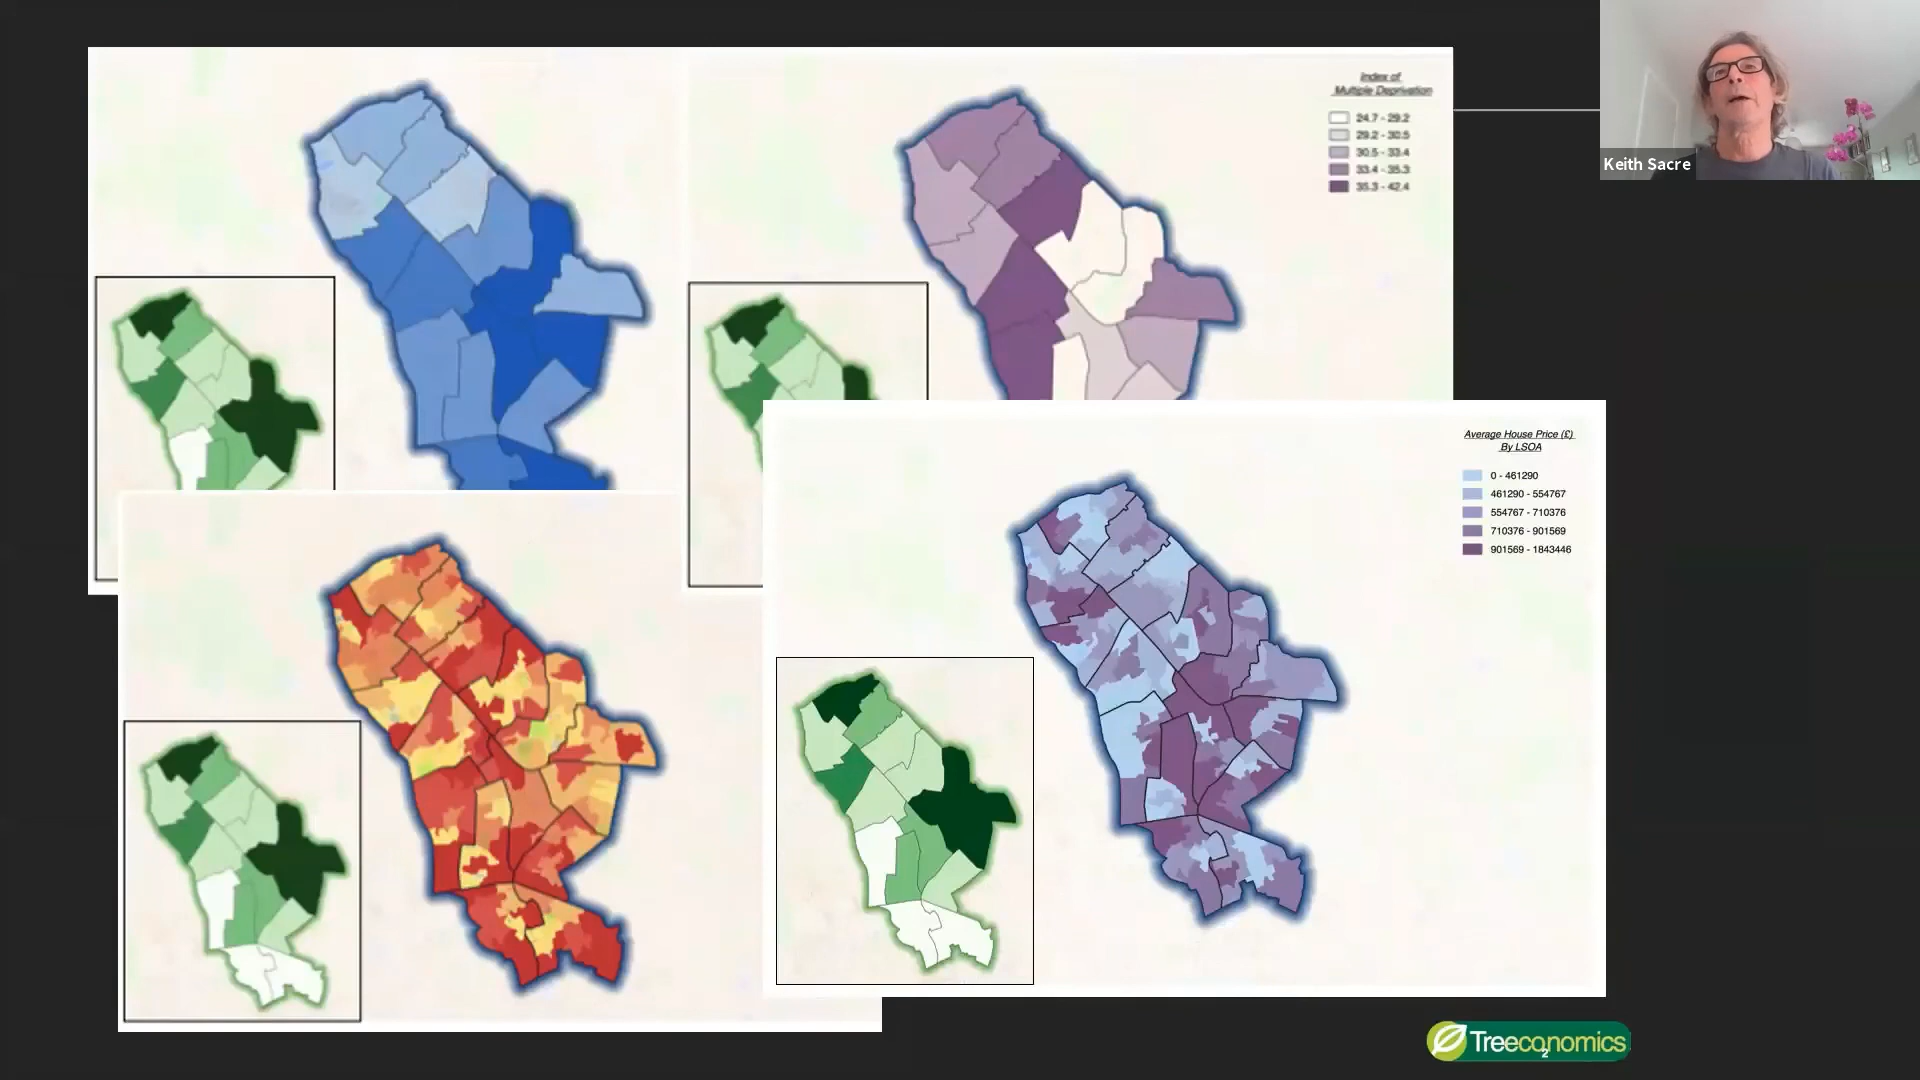 Index of
Multiple Deprivation
24.7 - 29.2
29.2 - 30.5
30.5 - 33.4
33.4 - 35.3
35.3 - 42.4
Keith Sacre
Average House Price (£)
By LSOA
0 - 461290
461290 - 554767
554767 - 710376
710376 - 901569
901569 - 1843446
Treeconomics
2